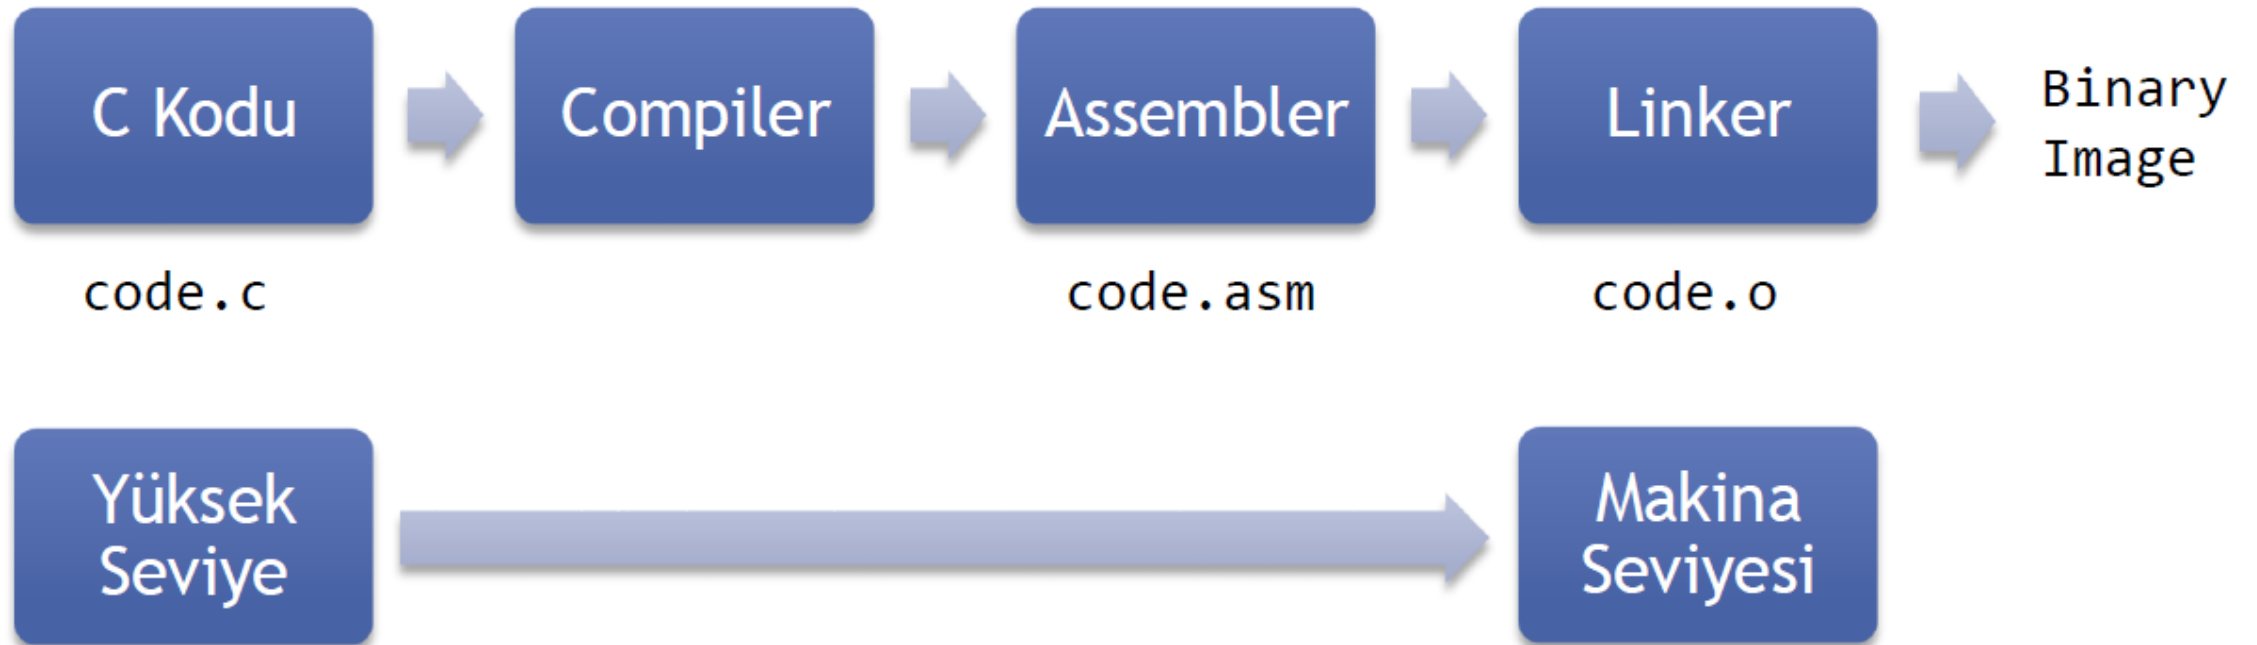 C Kodu
Compiler
Assembler
Linker
Binary
Image
code.c
code.asm
code.o
Yüksek
Seviye
Makina
Seviyesi